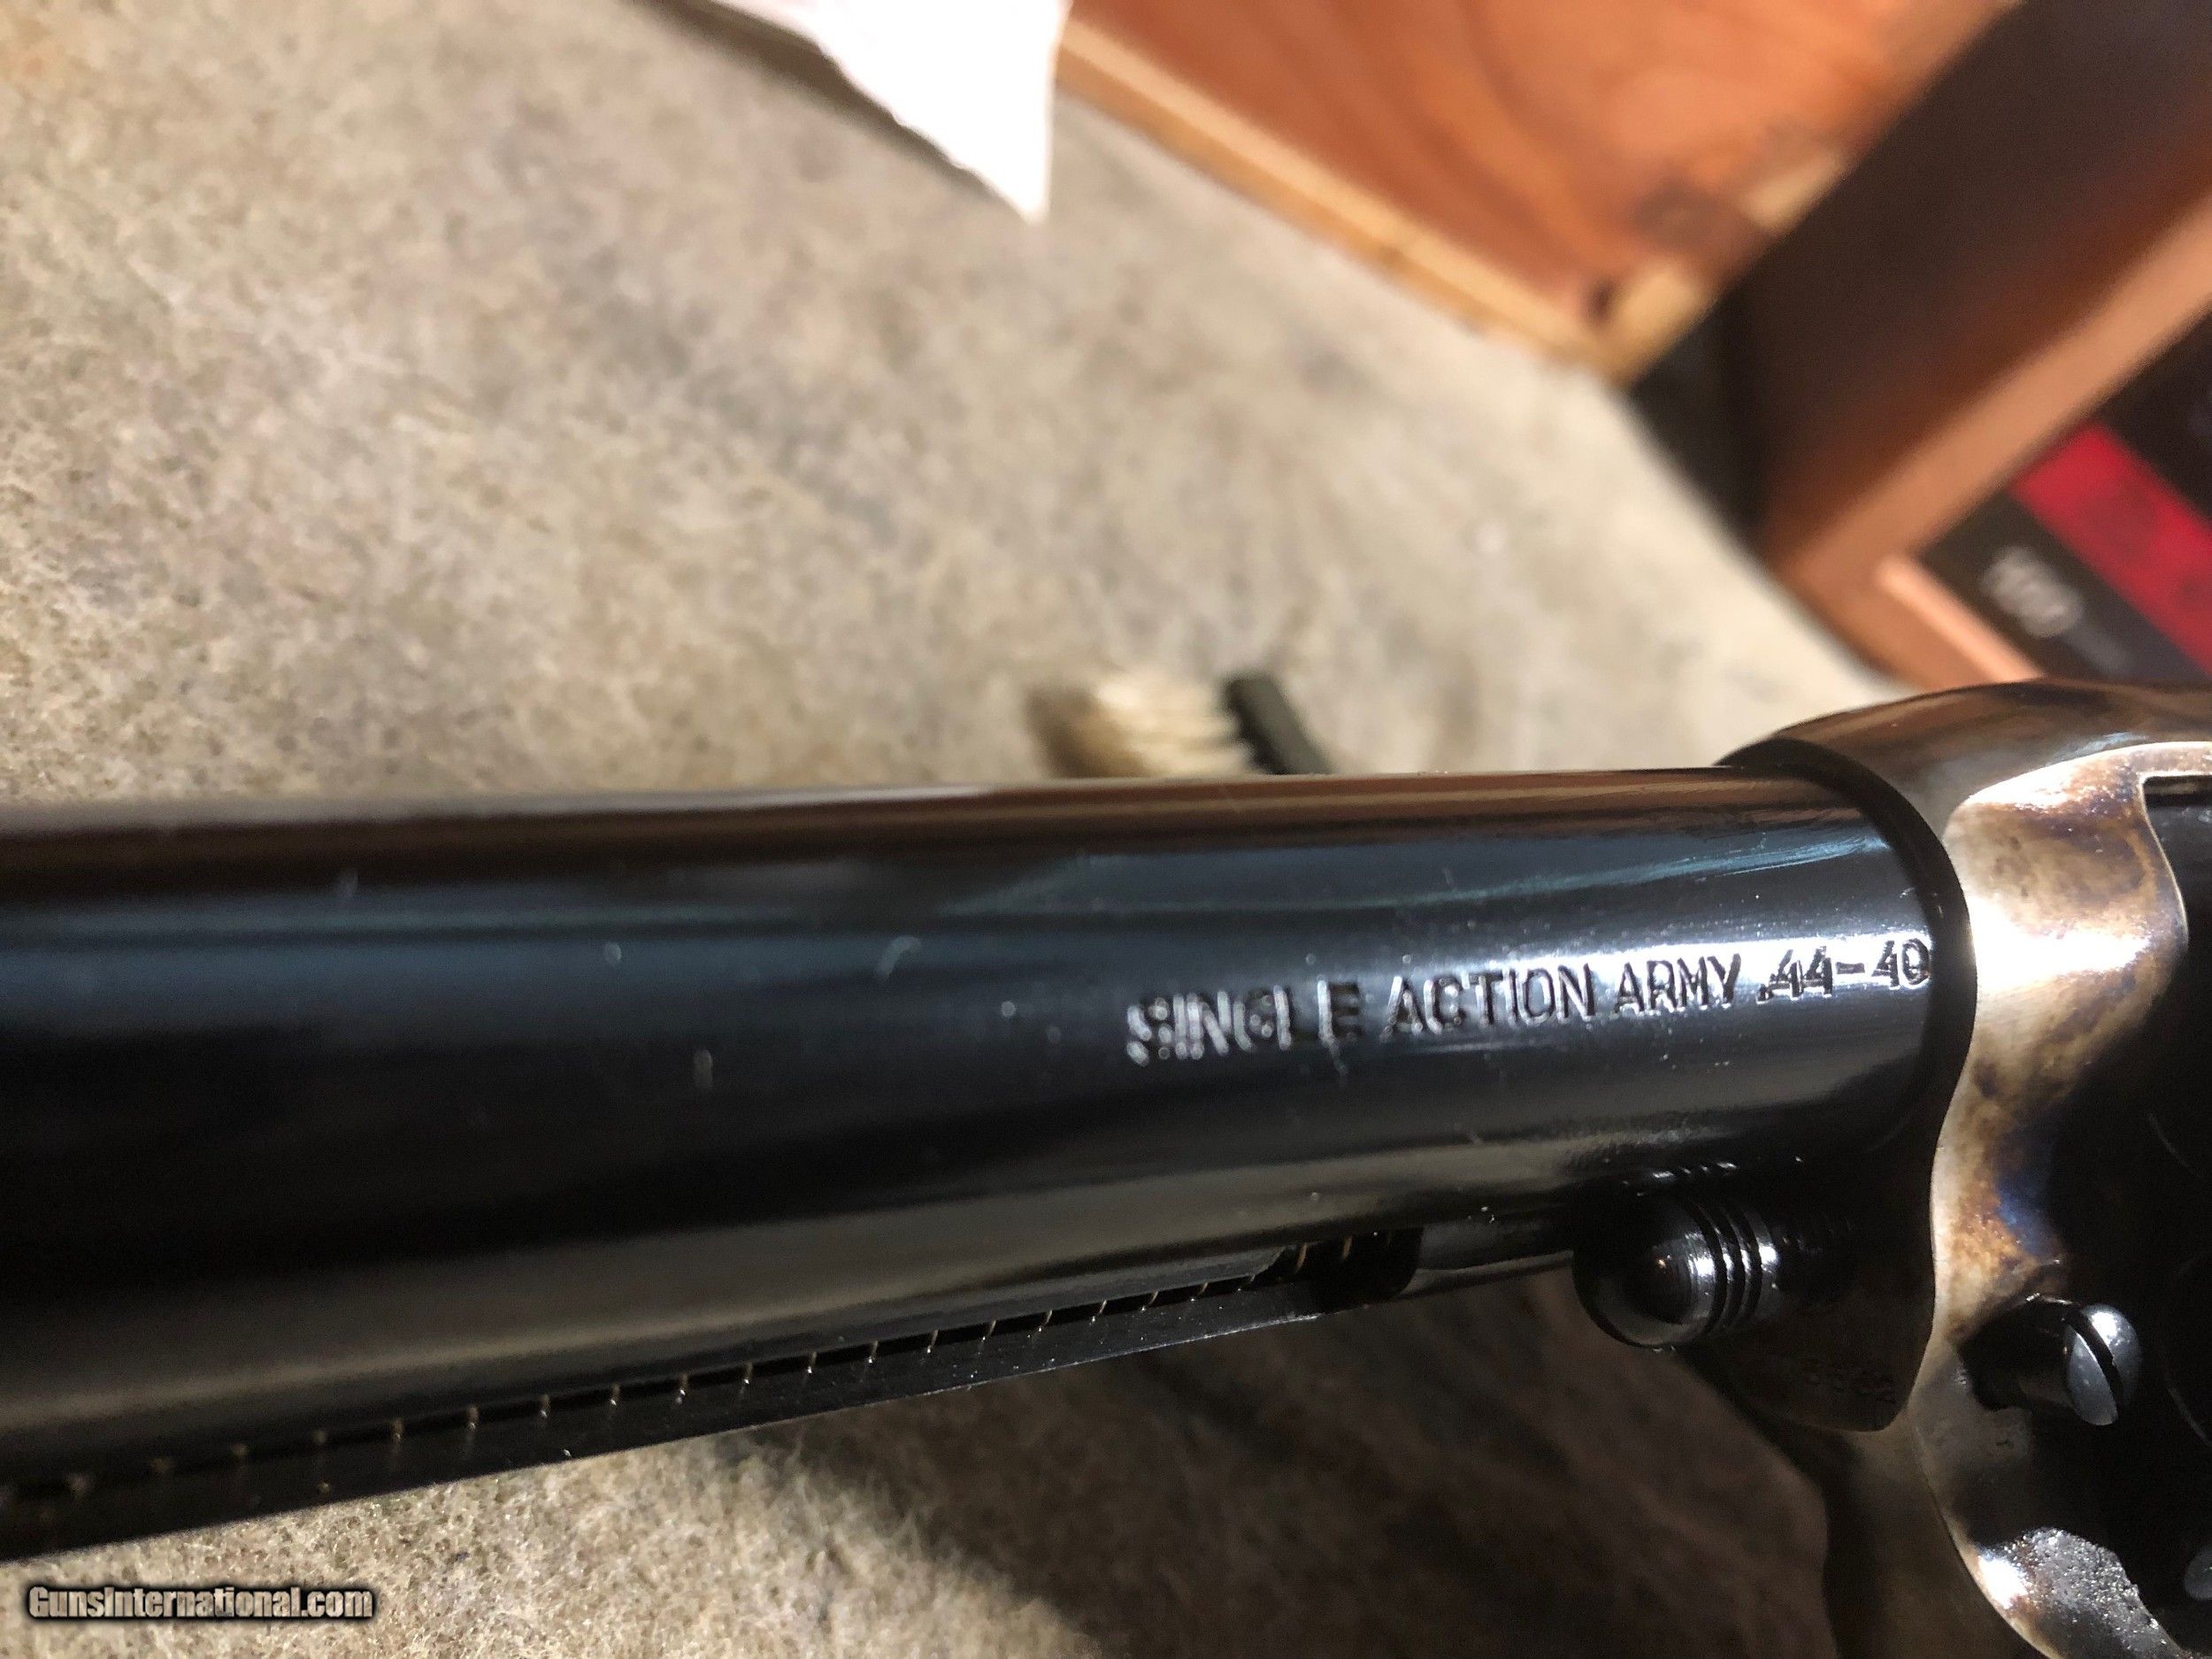 SINGLE ACTION ARMY .44-40
GunsInternational.com